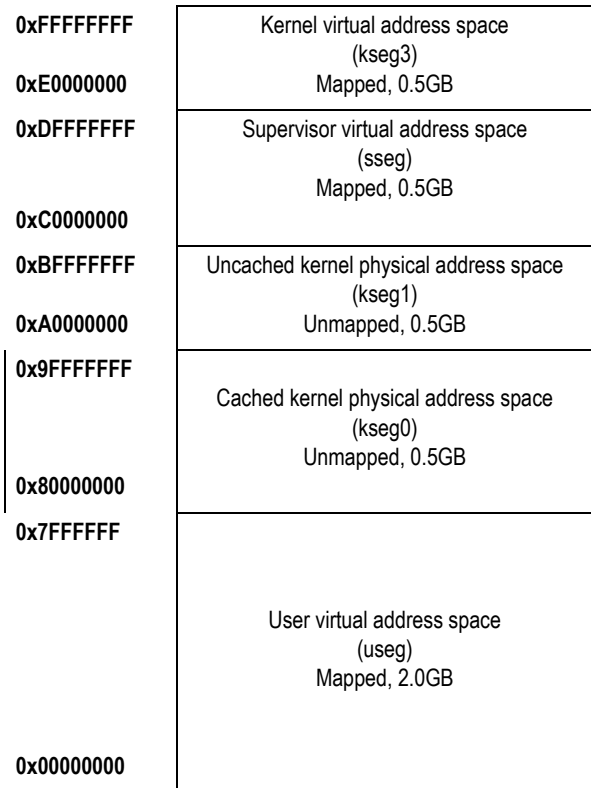 0xFFFFFFFF Kernel virtual address space
(kseg3)
0xE0000000 Mapped, 0.5GB
0xDFFFFFFF Supervisor virtual address space
(sseg)
Mapped, 0.5GB
0xC0000000
0xBFFFFFFF Uncached kernel physical address space
(kseg1)
0xA0000000 Unmapped, 0.5GB
0x9FFFFFFF
Cached kernel physical address space
(kseg0)
Unmapped, 0.5GB
0x80000000
0x7FFFFFF
User virtual address space
(useg)
Mapped, 2.0GB
0x00000000